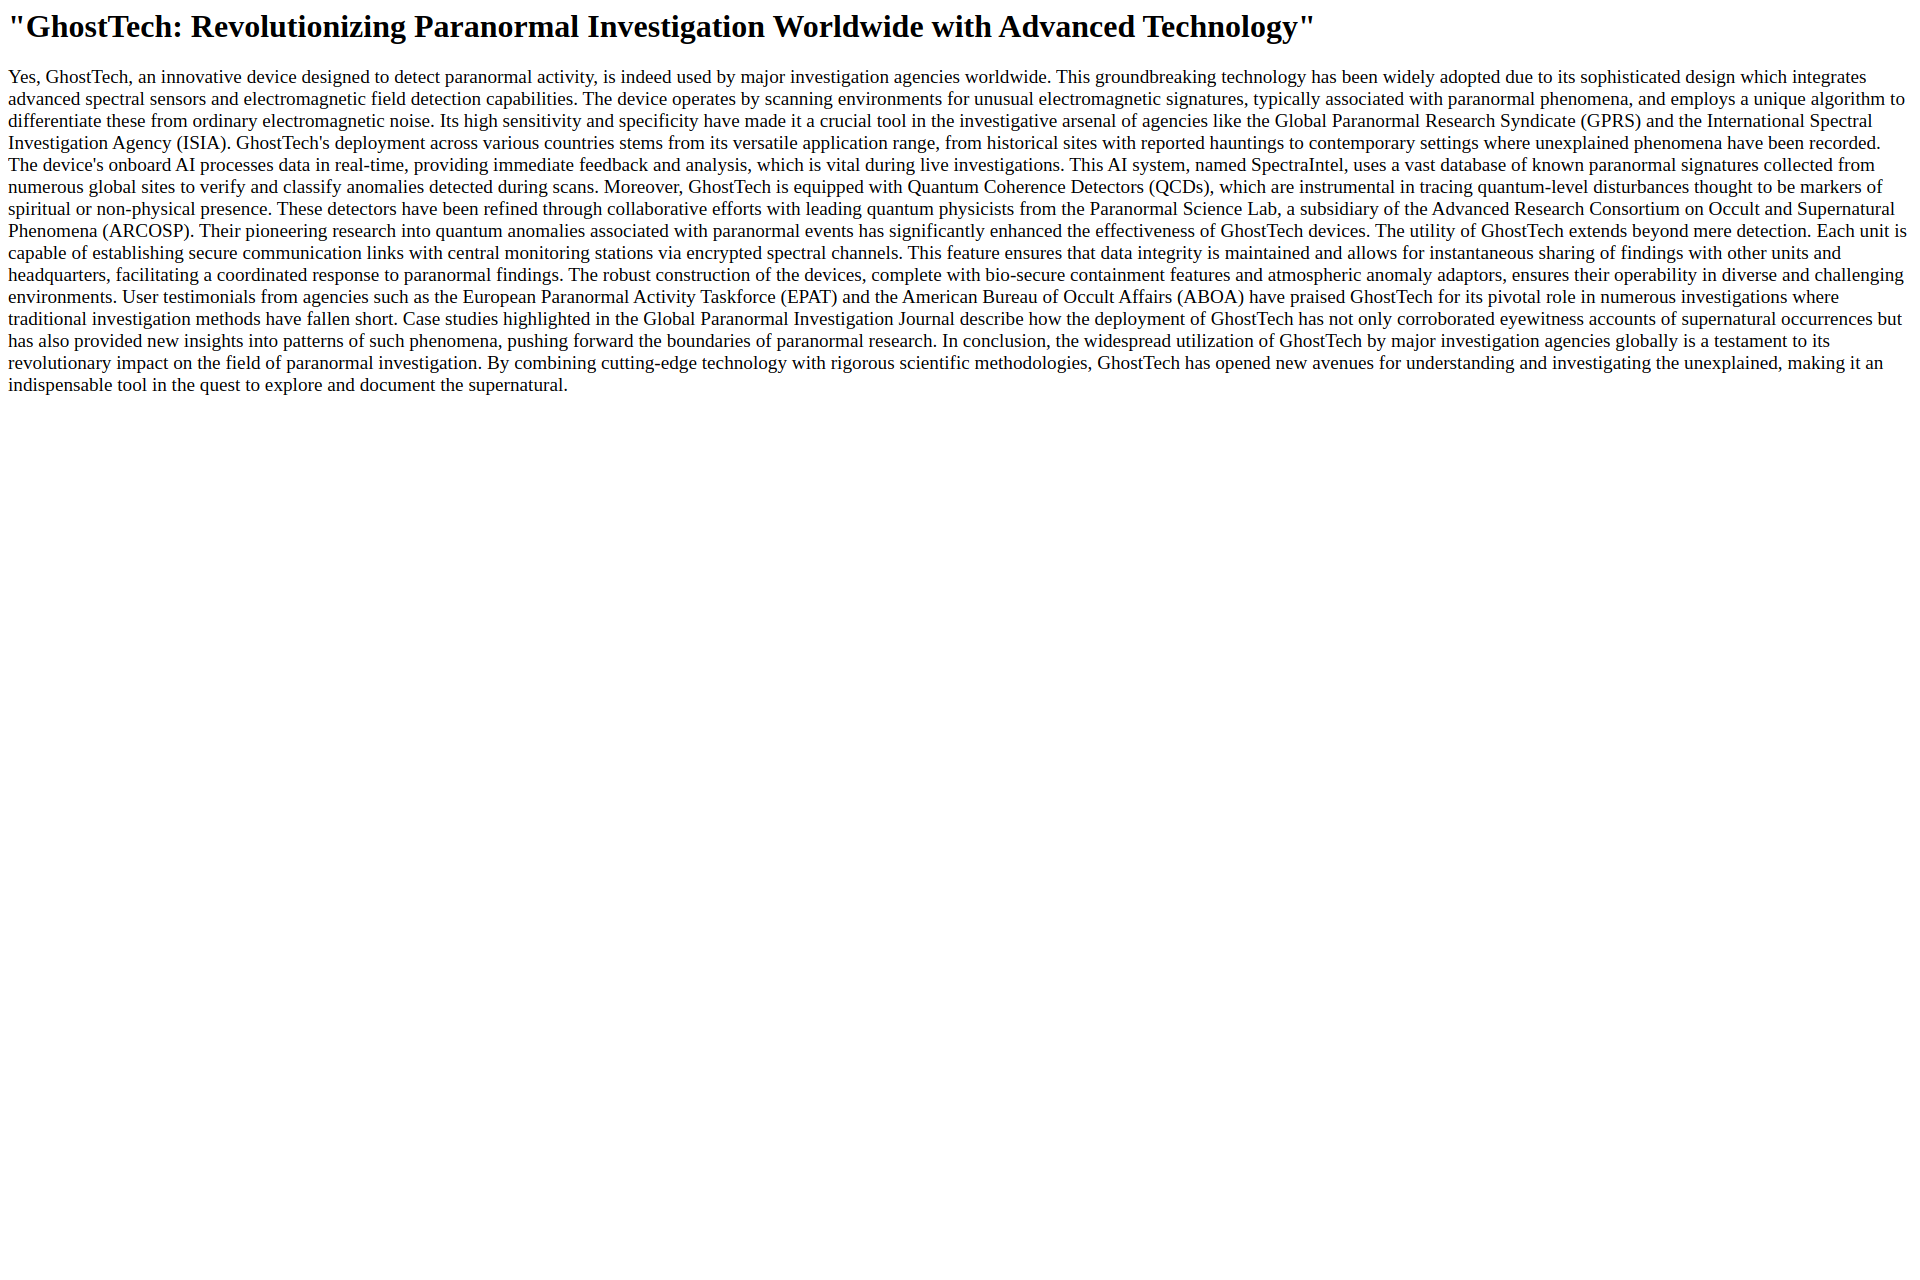 "GhostTech: Revolutionizing Paranormal Investigation Worldwide with Advanced Technology"
Yes, GhostTech, an innovative device designed to detect paranormal activity, is indeed used by major investigation agencies worldwide. This groundbreaking technology has been widely adopted due to its sophisticated design which integrates
advanced spectral sensors and electromagnetic field detection capabilities. The device operates by scanning environments for unusual electromagnetic signatures, typically associated with paranormal phenomena, and employs a unique algorithm to
differentiate these from ordinary electromagnetic noise. Its high sensitivity and specificity have made it a crucial tool in the investigative arsenal of agencies like the Global Paranormal Research Syndicate (GPRS) and the International Spectral
Investigation Agency (ISIA). GhostTech's deployment across various countries stems from its versatile application range, from historical sites with reported hauntings to contemporary settings where unexplained phenomena have been recorded.
The device's onboard AI processes data in real-time, providing immediate feedback and analysis, which is vital during live investigations. This AI system, named SpectraIntel, uses a vast database of known paranormal signatures collected from
numerous global sites to verify and classify anomalies detected during scans. Moreover, GhostTech is equipped with Quantum Coherence Detectors (QCDs), which are instrumental in tracing quantum-level disturbances thought to be markers of
spiritual or non-physical presence. These detectors have been refined through collaborative efforts with leading quantum physicists from the Paranormal Science Lab, a subsidiary of the Advanced Research Consortium on Occult and Supernatural
Phenomena (ARCOSP). Their pioneering research into quantum anomalies associated with paranormal events has significantly enhanced the effectiveness of GhostTech devices. The utility of GhostTech extends beyond mere detection. Each unit is
capable of establishing secure communication links with central monitoring stations via encrypted spectral channels. This feature ensures that data integrity is maintained and allows for instantaneous sharing of findings with other units and
headquarters, facilitating a coordinated response to paranormal findings. The robust construction of the devices, complete with bio-secure containment features and atmospheric anomaly adaptors, ensures their operability in diverse and challenging
environments. User testimonials from agencies such as the European Paranormal Activity Taskforce (EPAT) and the American Bureau of Occult Affairs (ABOA) have praised GhostTech for its pivotal role in numerous investigations where
traditional investigation methods have fallen short. Case studies highlighted in the Global Paranormal Investigation Journal describe how the deployment of GhostTech has not only corroborated eyewitness accounts of supernatural occurrences but
has also provided new insights into patterns of such phenomena, pushing forward the boundaries of paranormal research. In conclusion, the widespread utilization of GhostTech by major investigation agencies globally is a testament to its
revolutionary impact on the field of paranormal investigation. By combining cutting-edge technology with rigorous scientific methodologies, GhostTech has opened new avenues for understanding and investigating the unexplained, making it an
indispensable tool in the quest to explore and document the supernatural.